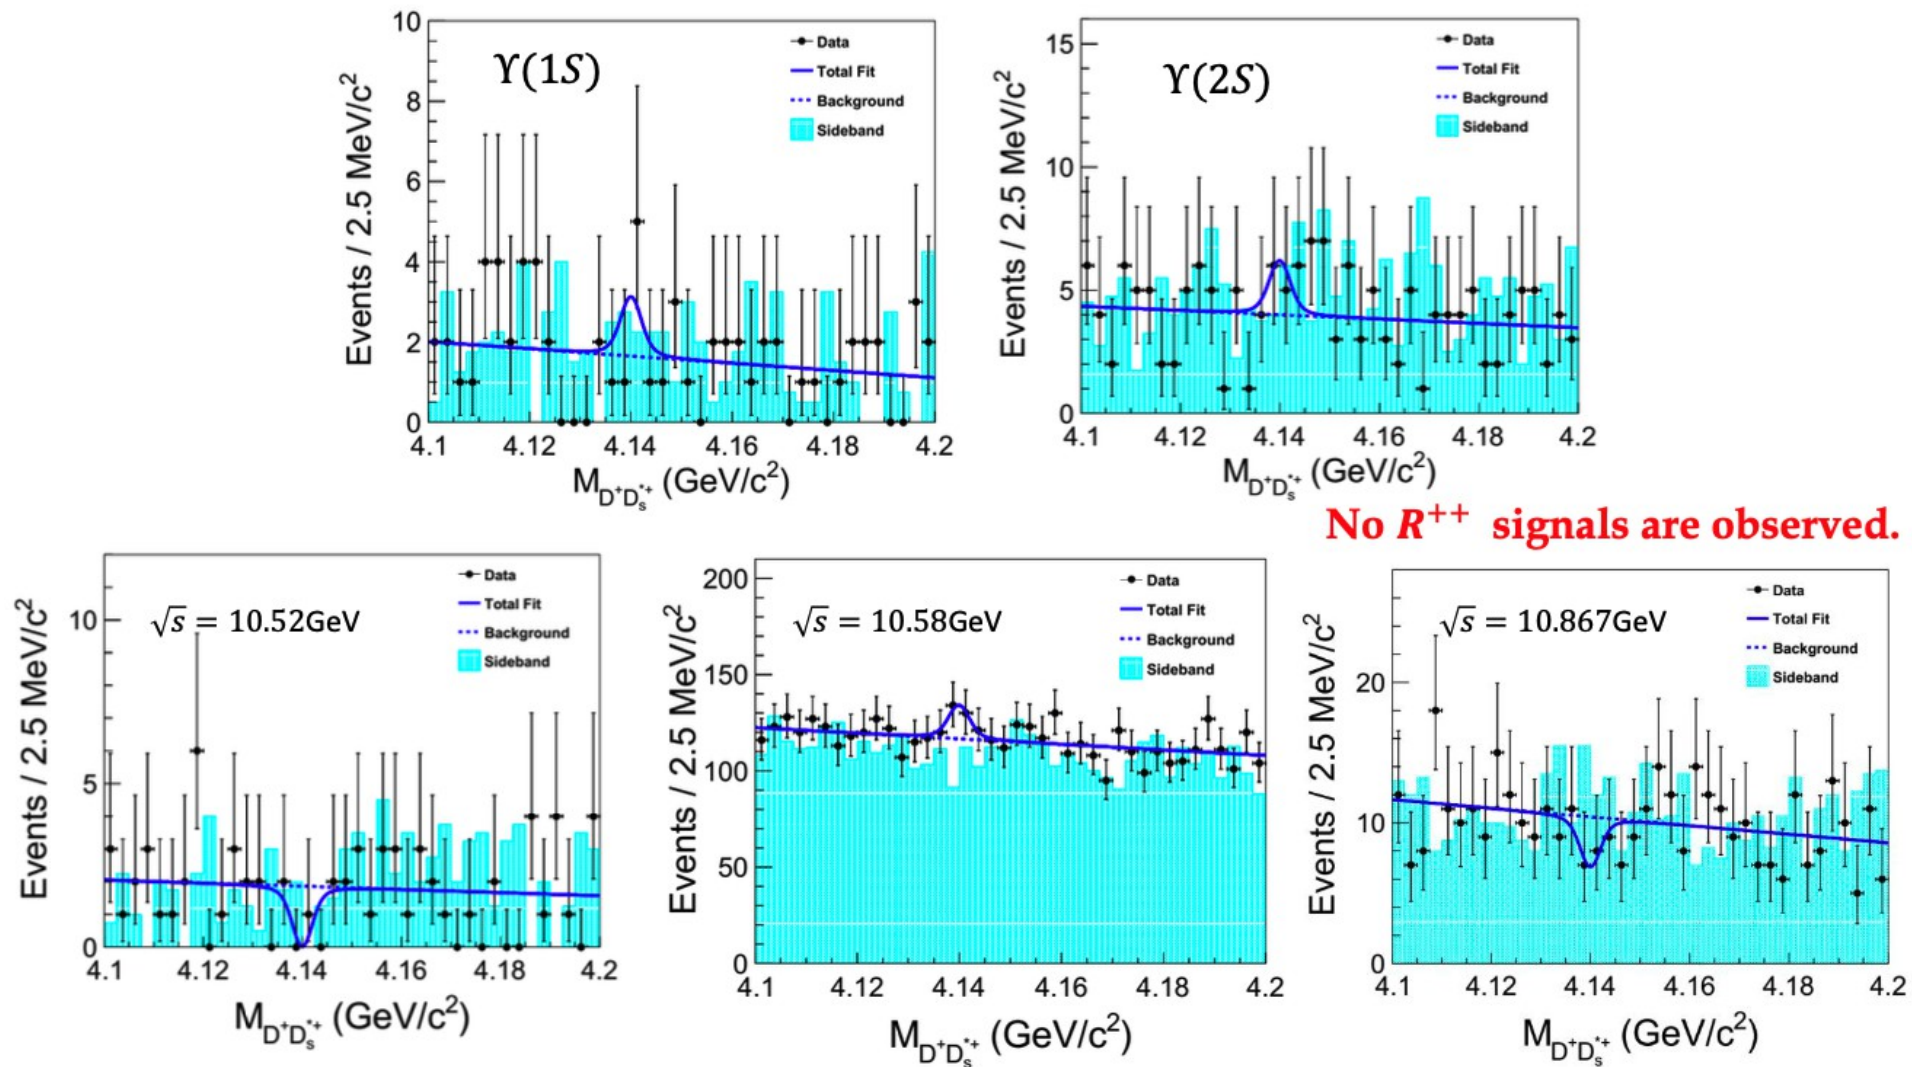 Υ(1S)
Data
Total Fit
Background
Sideband
10
8
6
4
2
0
Events / 2.5 MeV/c²
4.1 4.12 4.14 4.16 4.18 4.2
M_{D⁺D_s*⁺} (GeV/c²)
Υ(2S)
Data
Total Fit
Background
Sideband
15
10
5
0
Events / 2.5 MeV/c²
4.1 4.12 4.14 4.16 4.18 4.2
M_{D⁺D_s*⁺} (GeV/c²)
No R⁺⁺ signals are observed.
√s = 10.52GeV
Data
Total Fit
Background
Sideband
10
5
0
Events / 2.5 MeV/c²
4.1 4.12 4.14 4.16 4.18 4.2
M_{D⁺D_s*⁺} (GeV/c²)
√s = 10.58GeV
Data
Total Fit
Background
Sideband
200
150
100
50
0
Events / 2.5 MeV/c²
4.1 4.12 4.14 4.16 4.18 4.2
M_{D⁺D_s*⁺} (GeV/c²)
√s = 10.867GeV
Data
Total Fit
Background
Sideband
20
10
0
Events / 2.5 MeV/c²
4.1 4.12 4.14 4.16 4.18 4.2
M_{D⁺D_s*⁺} (GeV/c²)